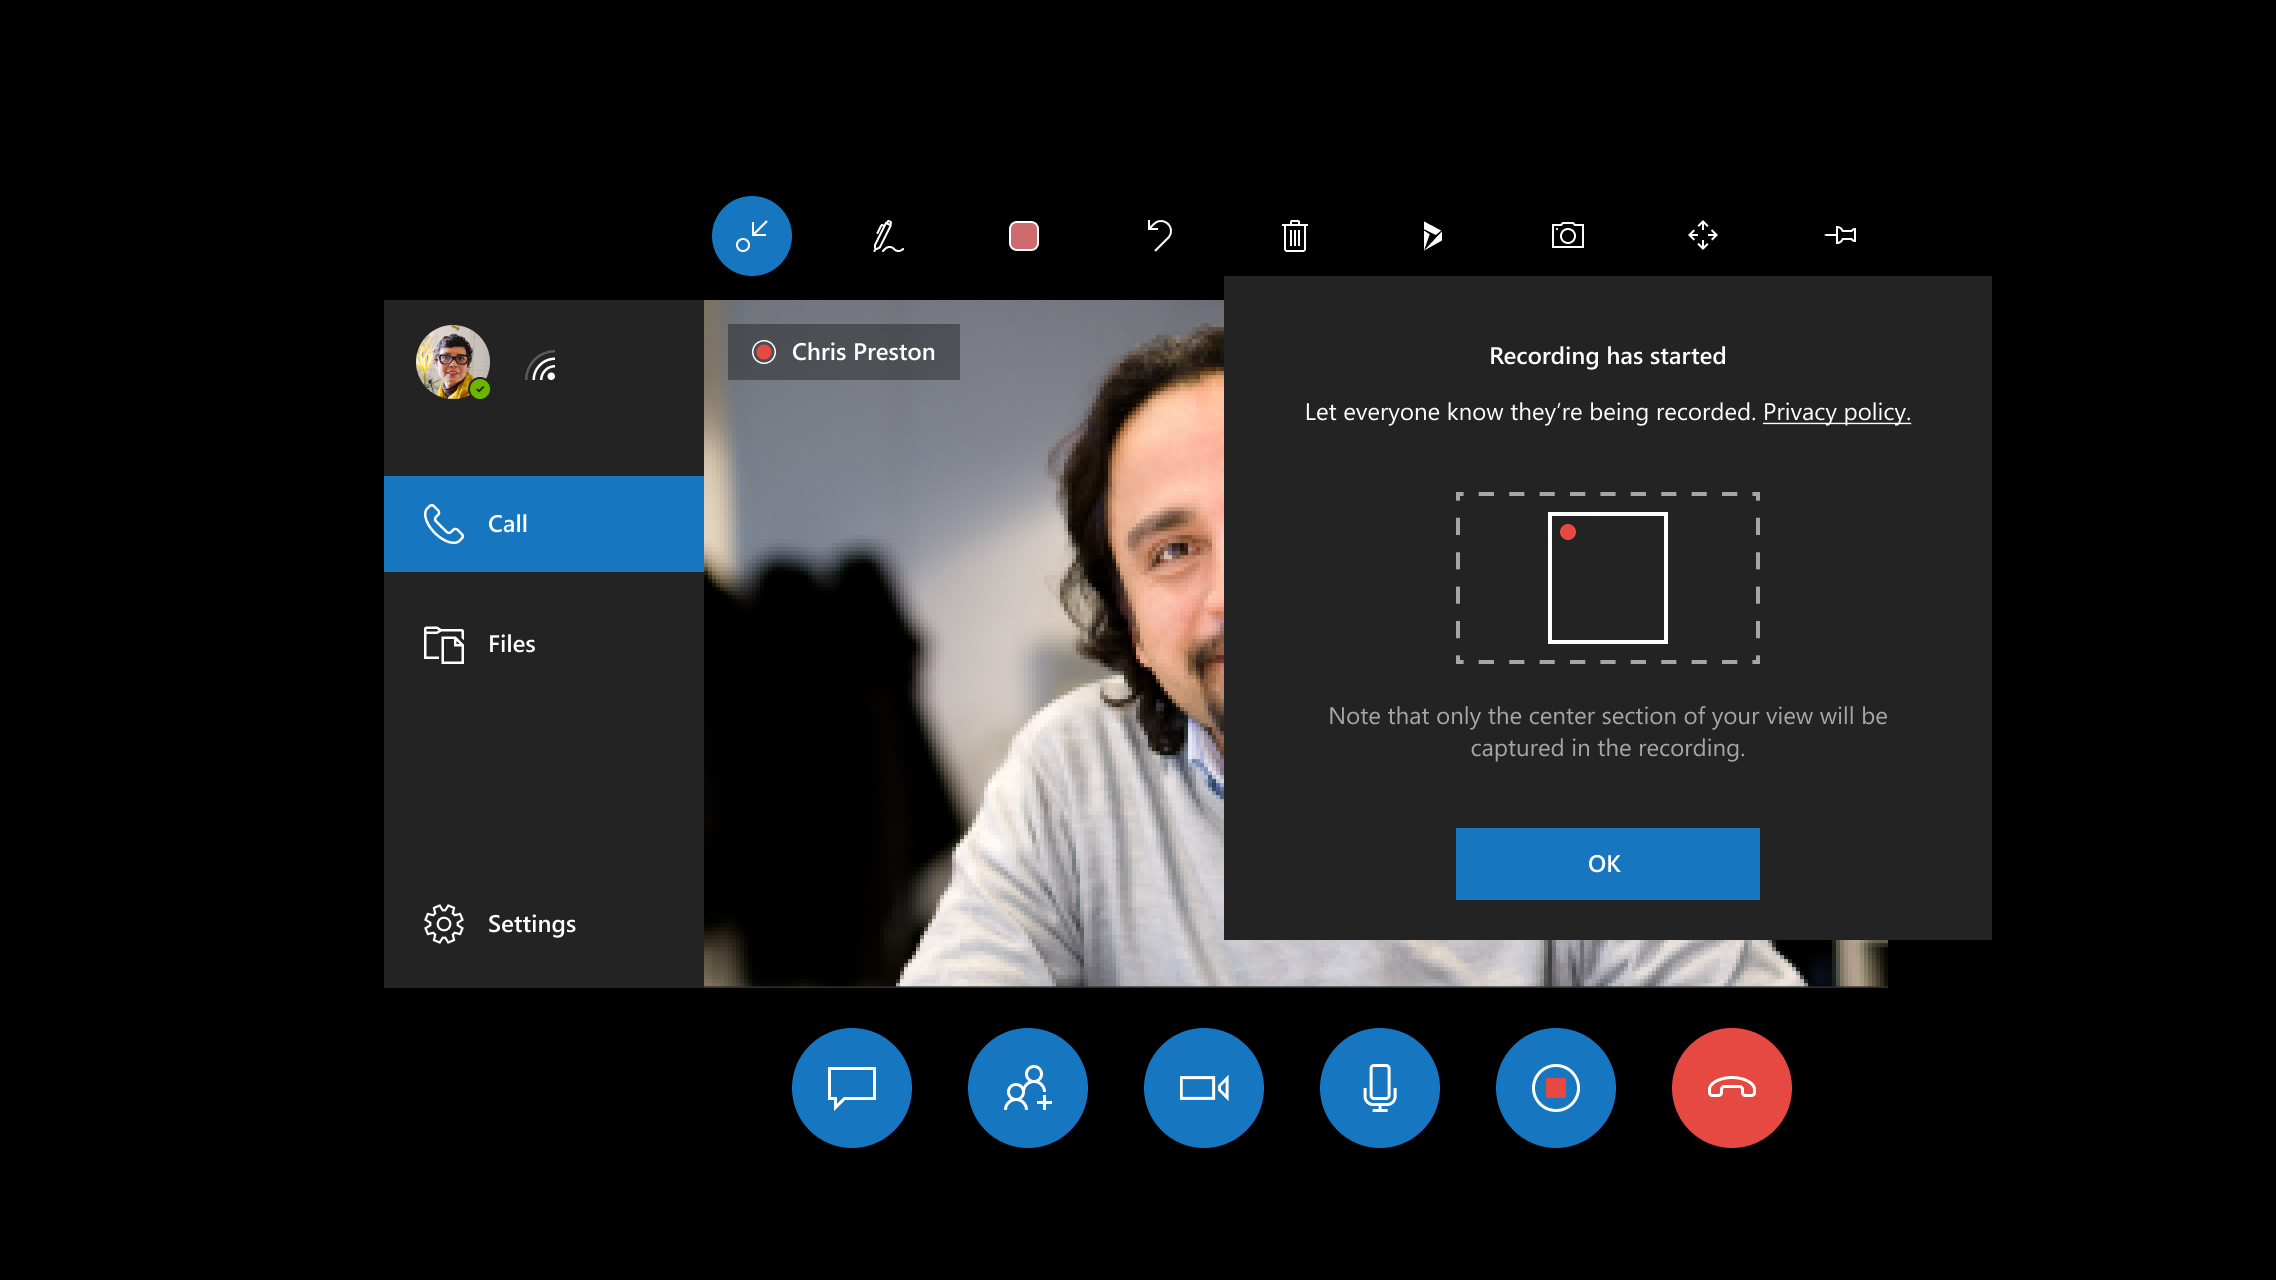 Chris Preston
Call
Files
Settings
Recording has started
Let everyone know they’re being recorded. Privacy policy.
Note that only the center section of your view will be
captured in the recording.
OK